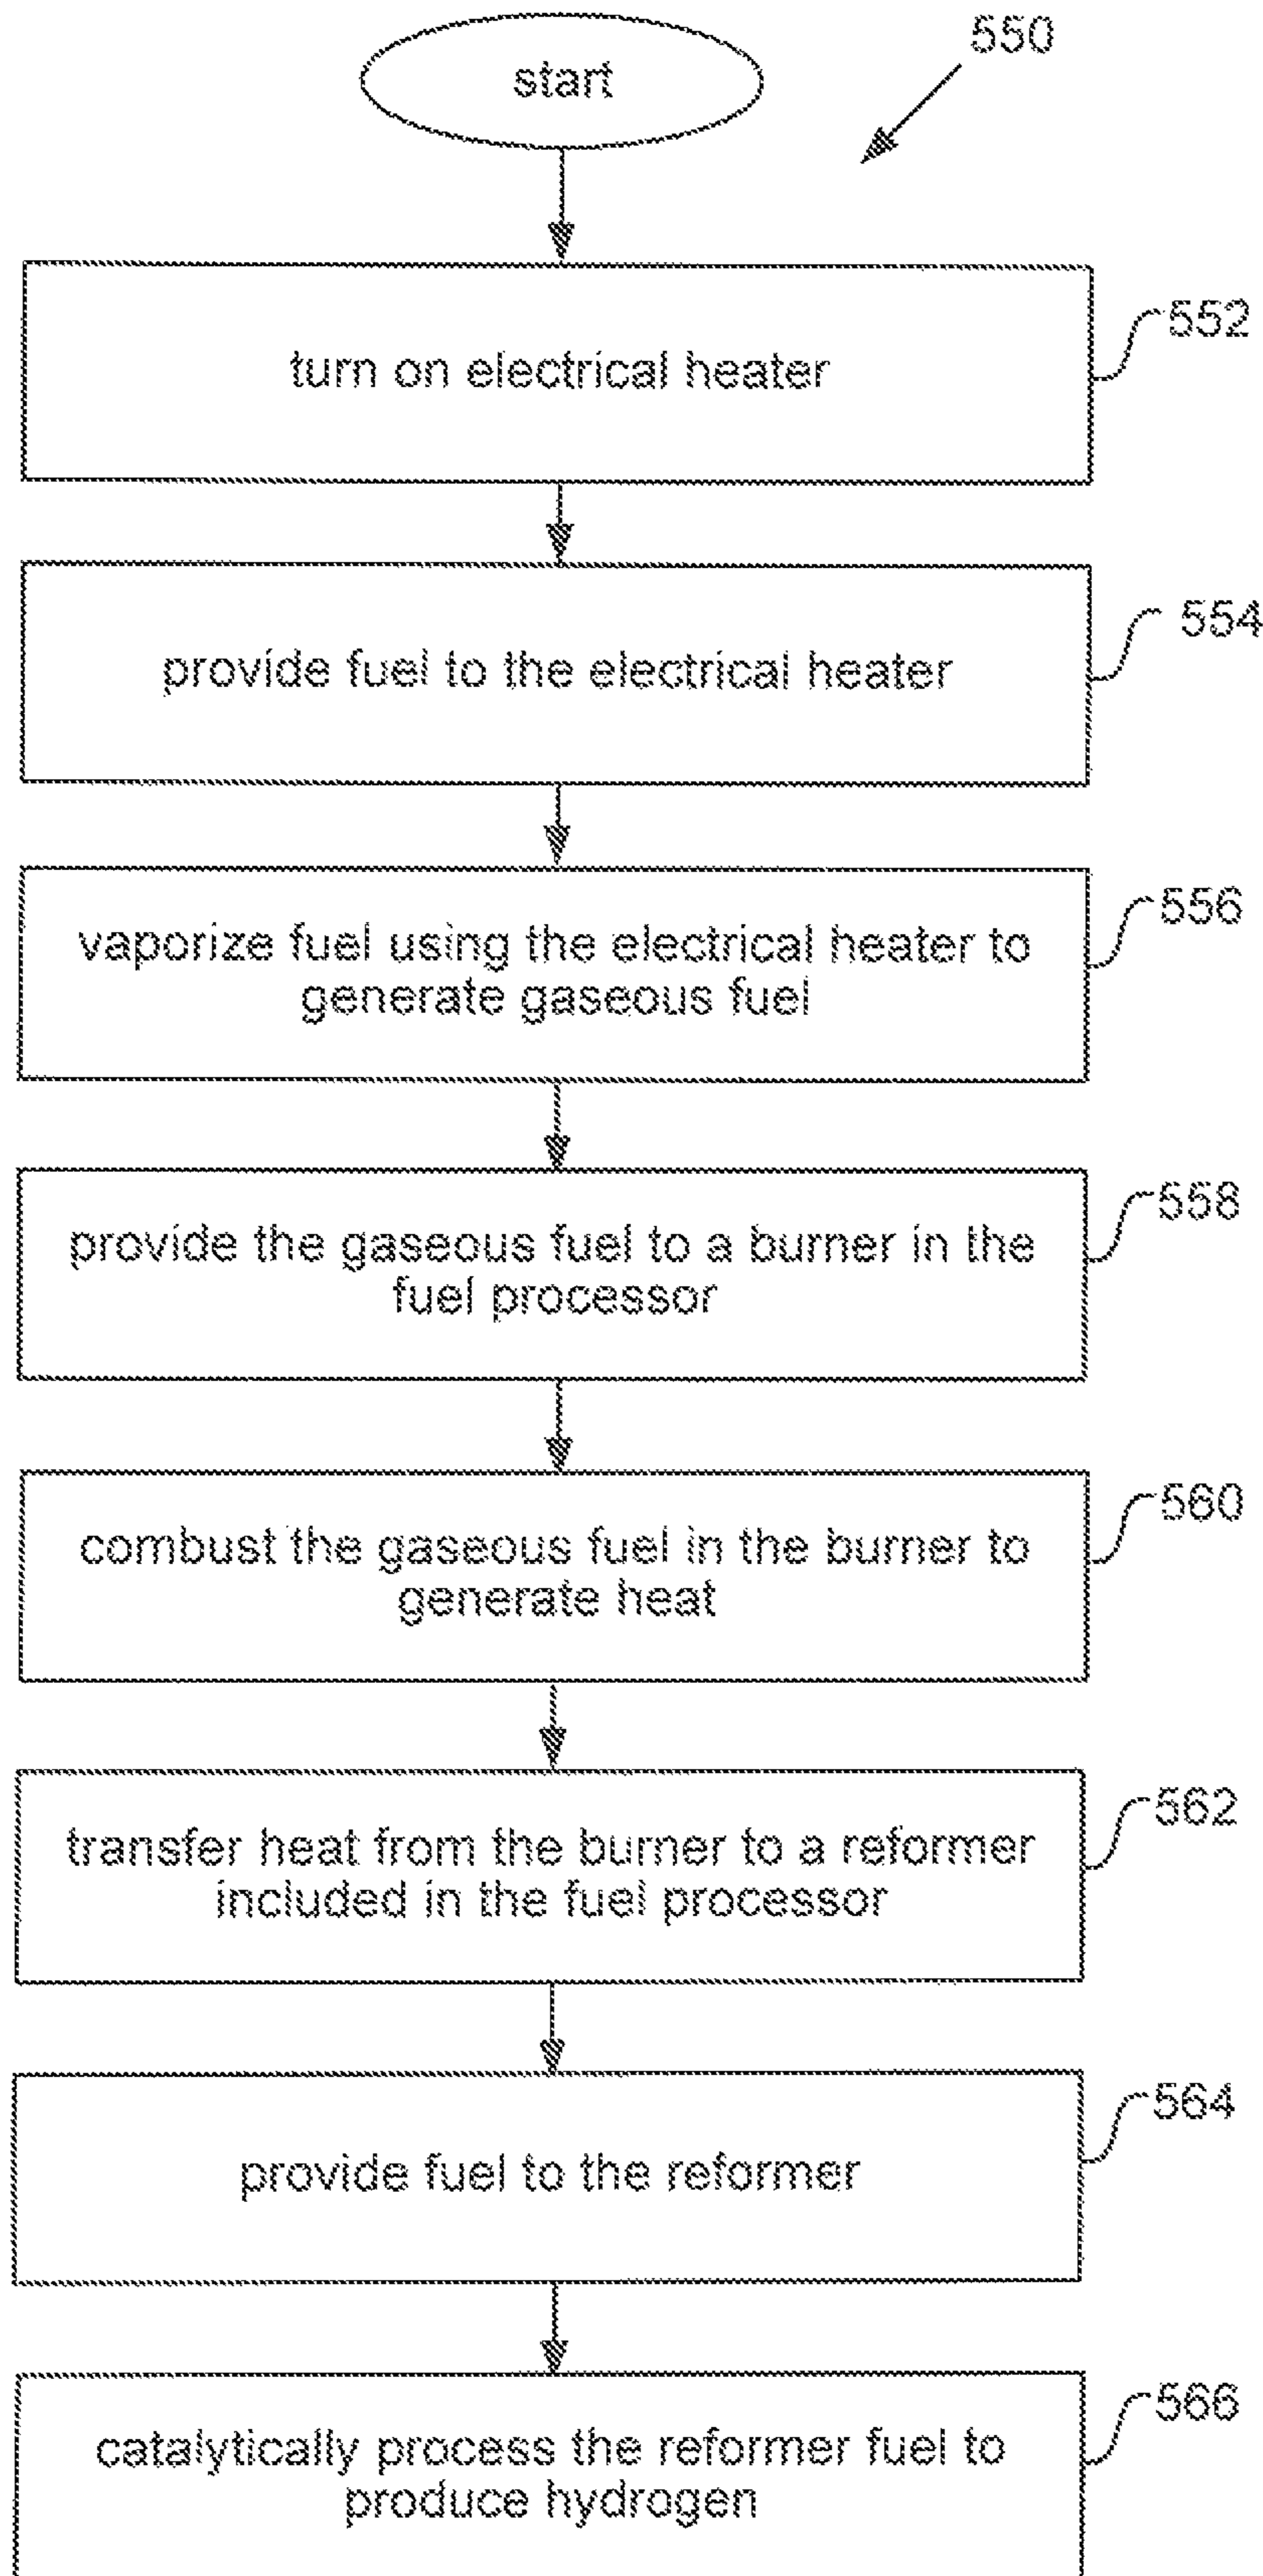 start
550
turn on electrical heater
552
provide fuel to the electrical heater
554
vaporize fuel using the electrical heater to
generate gaseous fuel
556
provide the gaseous fuel to a burner in the
fuel processor
558
combust the gaseous fuel in the burner to
generate heat
560
transfer heat from the burner to a reformer
included in the fuel processor
562
provide fuel to the reformer
564
catalytically process the reformer fuel to
produce hydrogen
566